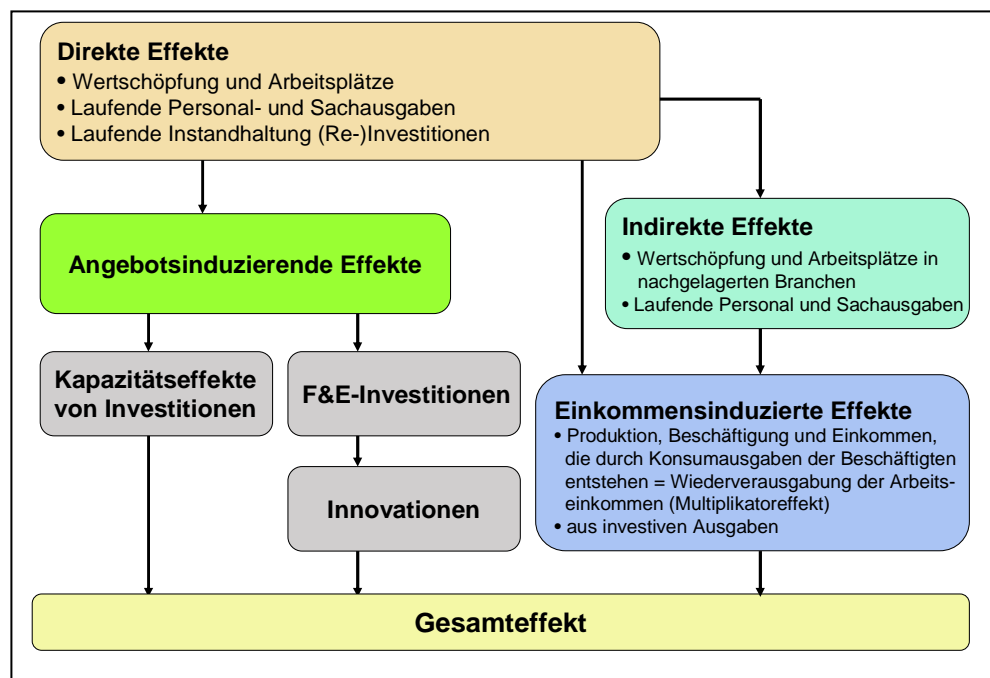 Direkte Effekte
• Wertschöpfung und Arbeitsplätze
• Laufende Personal- und Sachausgaben
• Laufende Instandhaltung (Re-)Investitionen
Angebotsinduzierende Effekte
Indirekte Effekte
• Wertschöpfung und Arbeitsplätze in
nachgelagerten Branchen
• Laufende Personal und Sachausgaben
Kapazitätseffekte
von Investitionen
F&E-Investitionen
Innovationen
Einkommensinduzierte Effekte
• Produktion, Beschäftigung und Einkommen,
die durch Konsumausgaben der Beschäftigten
entstehen = Wiederverausgabung der Arbeits-
einkommen (Multiplikatoreffekt)
• aus investiven Ausgaben
Gesamteffekt